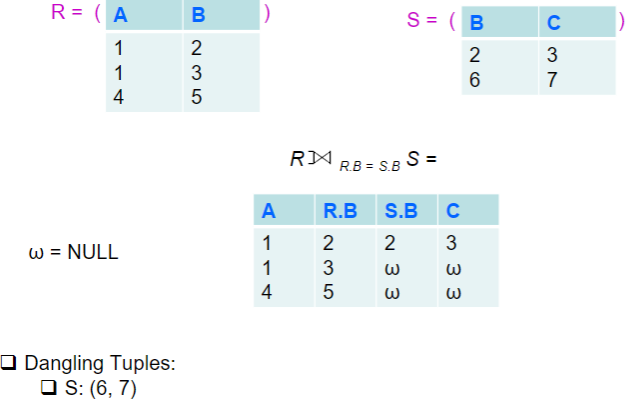 R = ( A B )
1 2
1 3
4 5
S = ( B C )
2 3
6 7
R ⟕ R.B = S.B S =
A R.B S.B C
1 2 2 3
1 3 ω ω
4 5 ω ω
ω = NULL
❑ Dangling Tuples:
❑ S: (6, 7)